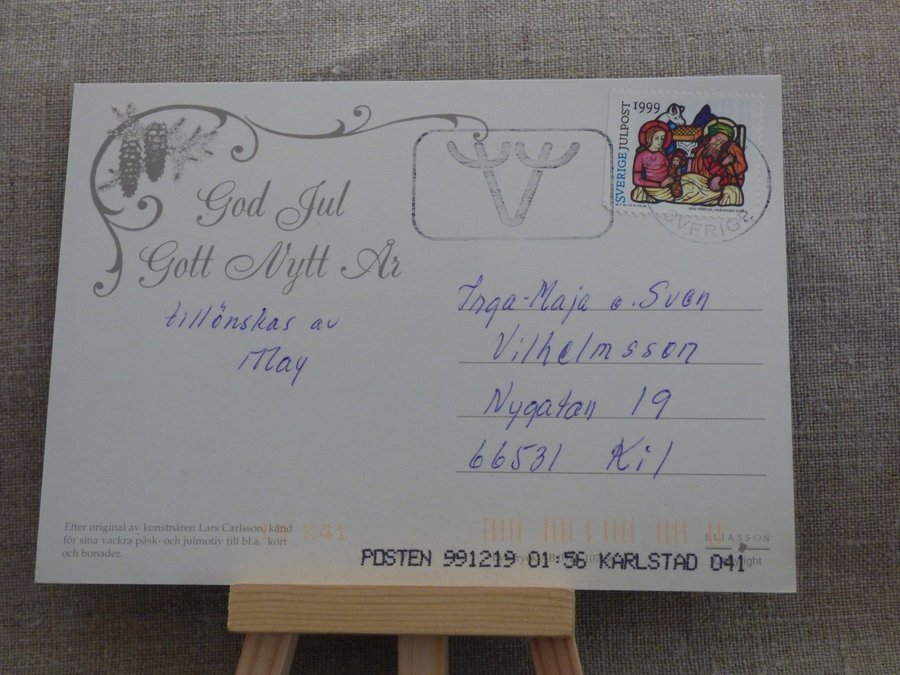 God Jul
Gott Nytt År
tillönskas av
May
SVERIGE JULPOST 1999
SVERIGE
Inga-Maja o. Sven
Vilhelmsson
Nygatan 19
66531 Kil
Efter original av konstnären Lars Carlsson, känd
för sina vackra påsk- och julmotiv till bl.a. kort
och bonader.
K41
ELIASSON
POSTEN 991219 01:56 KARLSTAD 041